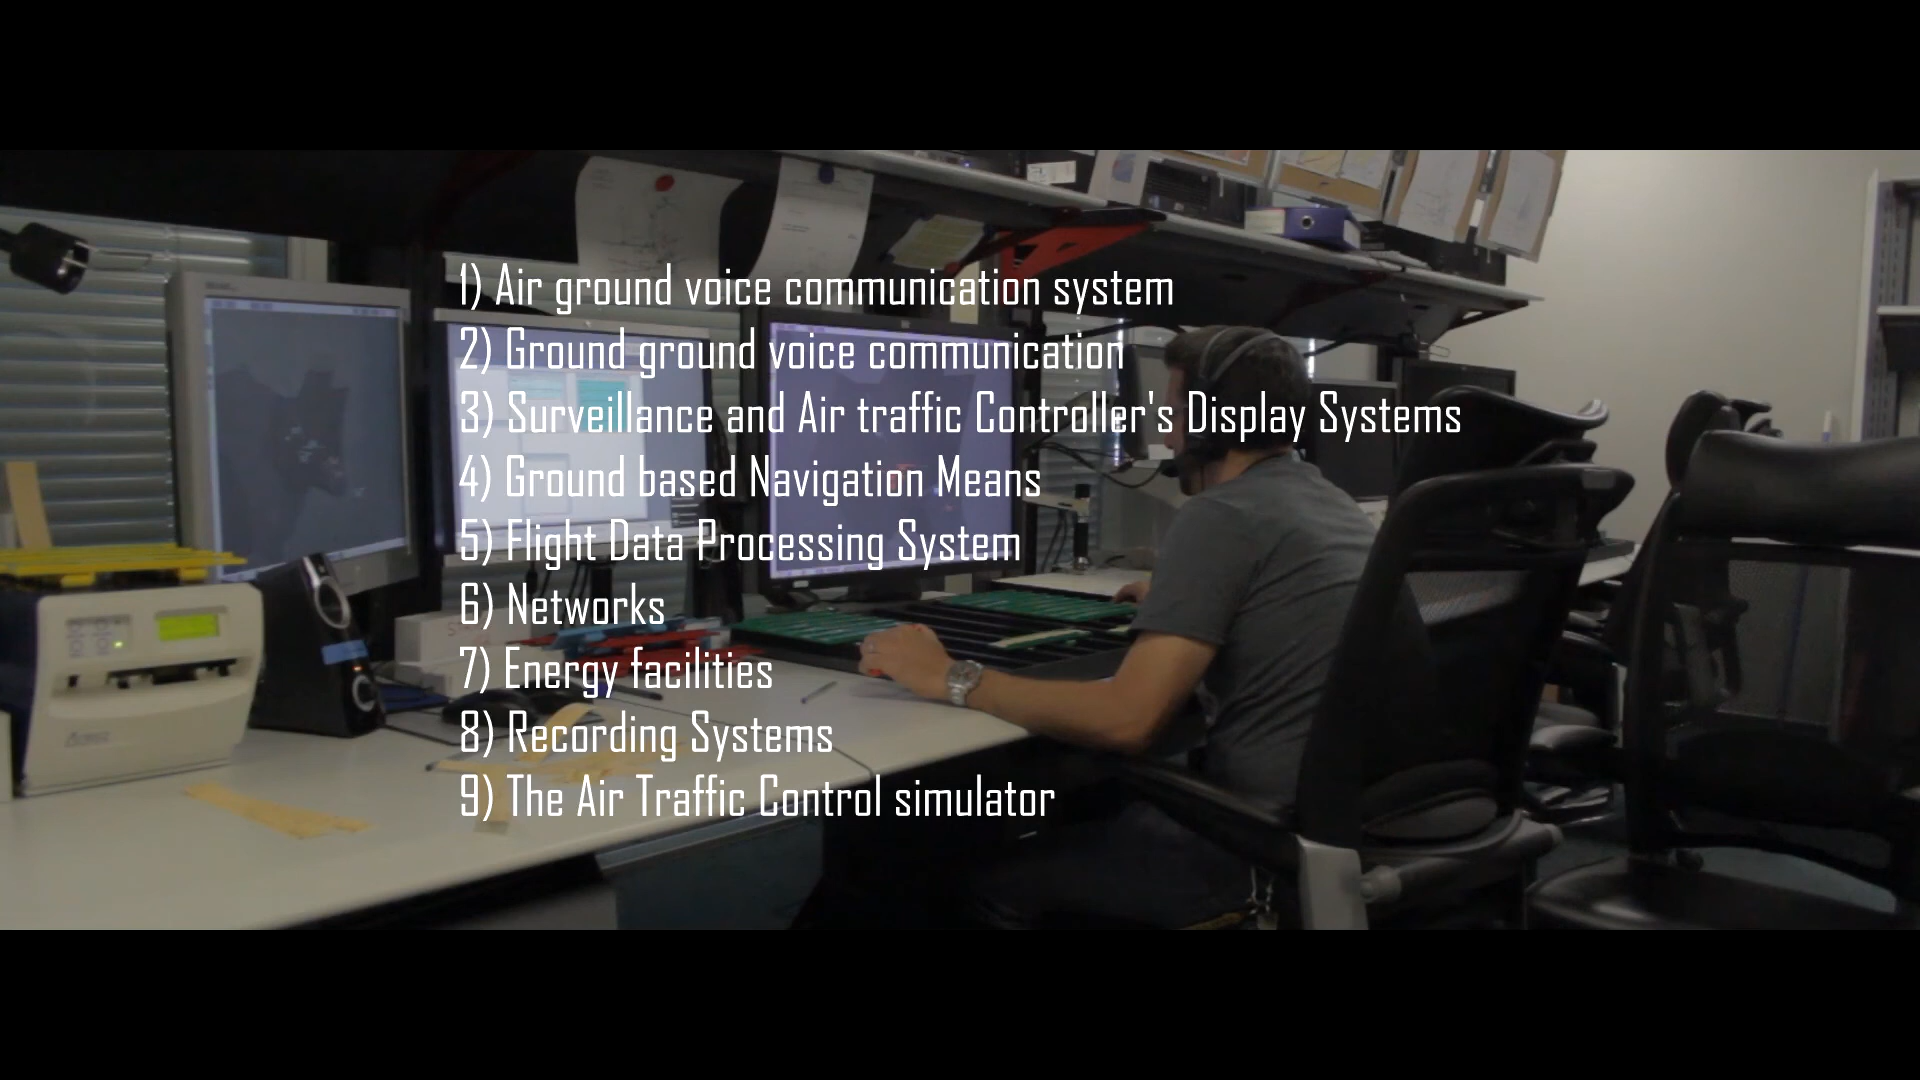 1) Air ground voice communication system
2) Ground ground voice communication
3) Surveillance and Air traffic Controller's Display Systems
4) Ground based Navigation Means
5) Flight Data Processing System
6) Networks
7) Energy facilities
8) Recording Systems
9) The Air Traffic Control simulator